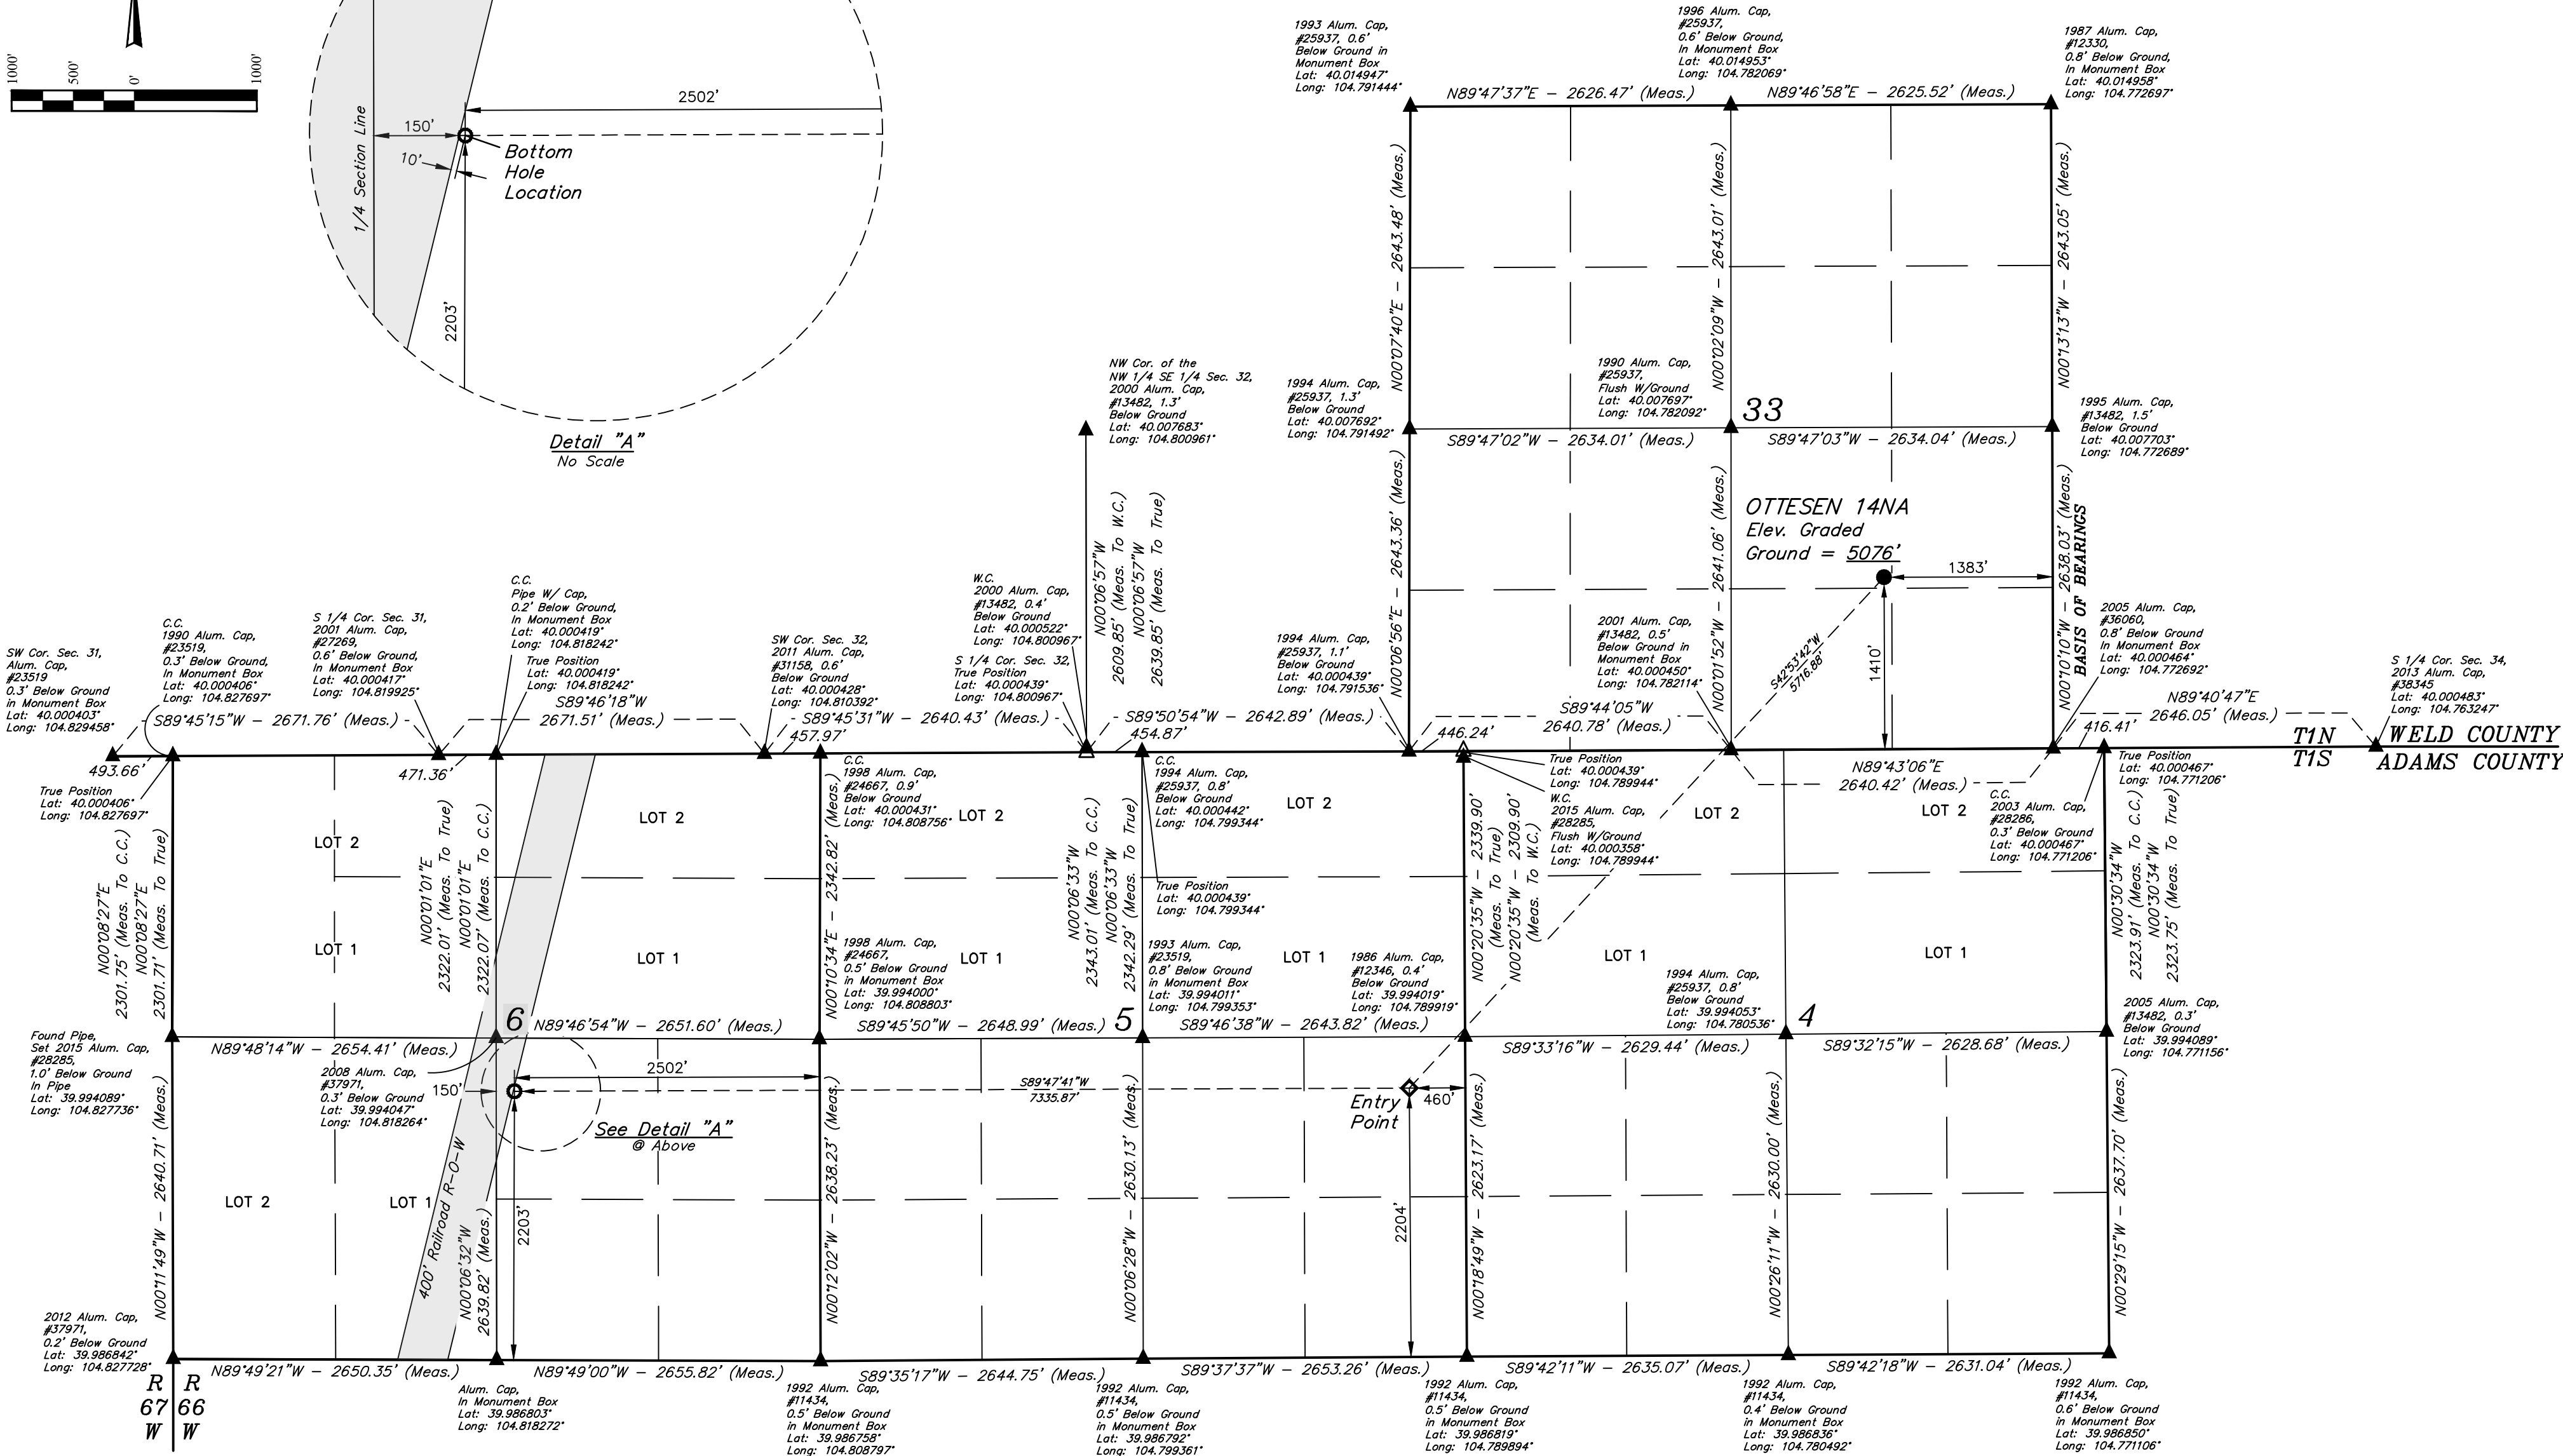 1000'
500'
0'
1000'
1/4 Section Line
150'
10'
2502'
2203'
Bottom
Hole
Location
Detail "A"
No Scale
1993 Alum. Cap,
#25937, 0.6'
Below Ground in
Monument Box
Lat: 40.014947°
Long: 104.791444°
1996 Alum. Cap,
#25937,
0.6' Below Ground,
In Monument Box
Lat: 40.014953°
Long: 104.782069°
1987 Alum. Cap,
#12330,
0.8' Below Ground,
In Monument Box
Lat: 40.014958°
Long: 104.772697°
N89°47'37"E - 2626.47' (Meas.)
N89°46'58"E - 2625.52' (Meas.)
N00°07'40"E - 2643.48' (Meas.)
N00°02'09"W - 2643.01' (Meas.)
N00°13'13"W - 2643.05' (Meas.)
NW Cor. of the
NW 1/4 SE 1/4 Sec. 32,
2000 Alum. Cap,
#13482, 1.3'
Below Ground
Lat: 40.007683°
Long: 104.800961°
1994 Alum. Cap,
#25937, 1.3'
Below Ground
Lat: 40.007692°
Long: 104.791492°
1990 Alum. Cap,
#25937,
Flush W/Ground
Lat: 40.007697°
Long: 104.782092°
33
1995 Alum. Cap,
#13482, 1.5'
Below Ground
Lat: 40.007703°
Long: 104.772689°
S89°47'02"W - 2634.01' (Meas.)
S89°47'03"W - 2634.04' (Meas.)
OTTESEN 14NA
Elev. Graded
Ground = 5076'
1383'
1410'
S42°53'42"W
5716.88'
N00°06'56"E - 2643.36' (Meas.)
N00°01'52"W - 2641.06' (Meas.)
N00°10'10"W - 2638.03' (Meas.)
BASIS OF BEARINGS
N00°06'57"W
2609.85' (Meas. To W.C.)
N00°06'57"W
2639.85' (Meas. To True)
SW Cor. Sec. 31,
Alum. Cap,
#23519
0.3' Below Ground
in Monument Box
Lat: 40.000403°
Long: 104.829458°
C.C.
1990 Alum. Cap,
#23519,
0.3' Below Ground,
In Monument Box
Lat: 40.000406°
Long: 104.827697°
S 1/4 Cor. Sec. 31,
2001 Alum. Cap,
#27269,
0.6' Below Ground,
In Monument Box
Lat: 40.000417°
Long: 104.819925°
C.C.
Pipe W/ Cap,
0.2' Below Ground,
In Monument Box
Lat: 40.000419°
Long: 104.818242°
True Position
Lat: 40.000419°
Long: 104.818242°
SW Cor. Sec. 32,
2011 Alum. Cap,
#31158, 0.6'
Below Ground
Lat: 40.000428°
Long: 104.810392°
W.C.
2000 Alum. Cap,
#13482, 0.4'
Below Ground
Lat: 40.000522°
Long: 104.800967°
S 1/4 Cor. Sec. 32,
True Position
Lat: 40.000439°
Long: 104.800967°
1994 Alum. Cap,
#25937, 1.1'
Below Ground
Lat: 40.000439°
Long: 104.791536°
2001 Alum. Cap,
#13482, 0.5'
Below Ground in
Monument Box
Lat: 40.000450°
Long: 104.782114°
2005 Alum. Cap,
#36060,
0.8' Below Ground
In Monument Box
Lat: 40.000464°
Long: 104.772692°
S 1/4 Cor. Sec. 34,
2013 Alum. Cap,
#38345
Lat: 40.000483°
Long: 104.763247°
S89°45'15"W - 2671.76' (Meas.)
S89°46'18"W
2671.51' (Meas.)
S89°45'31"W - 2640.43' (Meas.)
S89°50'54"W - 2642.89' (Meas.)
S89°44'05"W
2640.78' (Meas.)
N89°43'06"E
2640.42' (Meas.)
N89°40'47"E
2646.05' (Meas.)
493.66'
471.36'
457.97'
454.87'
446.24'
416.41'
T1N
T1S
WELD COUNTY
ADAMS COUNTY
True Position
Lat: 40.000406°
Long: 104.827697°
C.C.
1998 Alum. Cap,
#24667, 0.9'
Below Ground
Lat: 40.000431°
Long: 104.808756°
C.C.
1994 Alum. Cap,
#25937, 0.8'
Below Ground
Lat: 40.000442°
Long: 104.799344°
True Position
Lat: 40.000439°
Long: 104.799344°
True Position
Lat: 40.000439°
Long: 104.789944°
W.C.
2015 Alum. Cap,
#28285,
Flush W/Ground
Lat: 40.000358°
Long: 104.789944°
C.C.
2003 Alum. Cap,
#28286,
0.3' Below Ground
Lat: 40.000467°
Long: 104.771206°
True Position
Lat: 40.000467°
Long: 104.771206°
LOT 2
LOT 2
LOT 2
LOT 2
LOT 2
LOT 2
LOT 1
LOT 1
LOT 1
LOT 1
LOT 1
LOT 1
N00°08'27"E
2301.75' (Meas. To C.C.)
N00°08'27"E
2301.71' (Meas. To True)
N00°01'01"E
2322.01' (Meas. To True)
N00°01'01"E
2322.07' (Meas. To C.C.)
N00°10'34"E - 2342.82' (Meas.)
N00°06'33"W
2343.01' (Meas. To C.C.)
N00°06'33"W
2342.29' (Meas. To True)
N00°20'35"W - 2339.90'
(Meas. To True)
N00°20'35"W - 2309.90'
(Meas. To W.C.)
N00°30'34"W
2323.91' (Meas. To C.C.)
N00°30'34"W
2323.75' (Meas. To True)
1998 Alum. Cap,
#24667,
0.5' Below Ground
in Monument Box
Lat: 39.994000°
Long: 104.808803°
1993 Alum. Cap,
#23519,
0.8' Below Ground
in Monument Box
Lat: 39.994011°
Long: 104.799353°
1986 Alum. Cap,
#12346, 0.4'
Below Ground
Lat: 39.994019°
Long: 104.789919°
1994 Alum. Cap,
#25937, 0.8'
Below Ground
Lat: 39.994053°
Long: 104.780536°
2005 Alum. Cap,
#13482, 0.3'
Below Ground
Lat: 39.994089°
Long: 104.771156°
6
5
4
Found Pipe,
Set 2015 Alum. Cap,
#28285,
1.0' Below Ground
In Pipe
Lat: 39.994089°
Long: 104.827736°
N89°48'14"W - 2654.41' (Meas.)
N89°46'54"W - 2651.60' (Meas.)
S89°45'50"W - 2648.99' (Meas.)
S89°46'38"W - 2643.82' (Meas.)
S89°33'16"W - 2629.44' (Meas.)
S89°32'15"W - 2628.68' (Meas.)
2008 Alum. Cap,
#37971,
0.3' Below Ground
Lat: 39.994047°
Long: 104.818264°
150'
2502'
S89°47'41"W
7335.87'
460'
Entry
Point
See Detail "A"
@ Above
400' Railroad R-O-W
LOT 2
LOT 1
2203'
2204'
N00°11'49"W - 2640.71' (Meas.)
N00°06'32"W
2639.82' (Meas.)
N00°12'02"W - 2638.23' (Meas.)
N00°06'28"W - 2630.13' (Meas.)
N00°18'49"W - 2623.17' (Meas.)
N00°26'11"W - 2630.00' (Meas.)
N00°29'15"W - 2637.70' (Meas.)
2012 Alum. Cap,
#37971,
0.2' Below Ground
Lat: 39.986842°
Long: 104.827728°
N89°49'21"W - 2650.35' (Meas.)
N89°49'00"W - 2655.82' (Meas.)
S89°35'17"W - 2644.75' (Meas.)
S89°37'37"W - 2653.26' (Meas.)
S89°42'11"W - 2635.07' (Meas.)
S89°42'18"W - 2631.04' (Meas.)
R R
67 66
W W
Alum. Cap,
In Monument Box
Lat: 39.986803°
Long: 104.818272°
1992 Alum. Cap,
#11434,
0.5' Below Ground
in Monument Box
Lat: 39.986758°
Long: 104.808797°
1992 Alum. Cap,
#11434,
0.5' Below Ground
in Monument Box
Lat: 39.986792°
Long: 104.799361°
1992 Alum. Cap,
#11434,
0.5' Below Ground
in Monument Box
Lat: 39.986819°
Long: 104.789894°
1992 Alum. Cap,
#11434,
0.4' Below Ground
in Monument Box
Lat: 39.986836°
Long: 104.780492°
1992 Alum. Cap,
#11434,
0.6' Below Ground
in Monument Box
Lat: 39.986850°
Long: 104.771106°